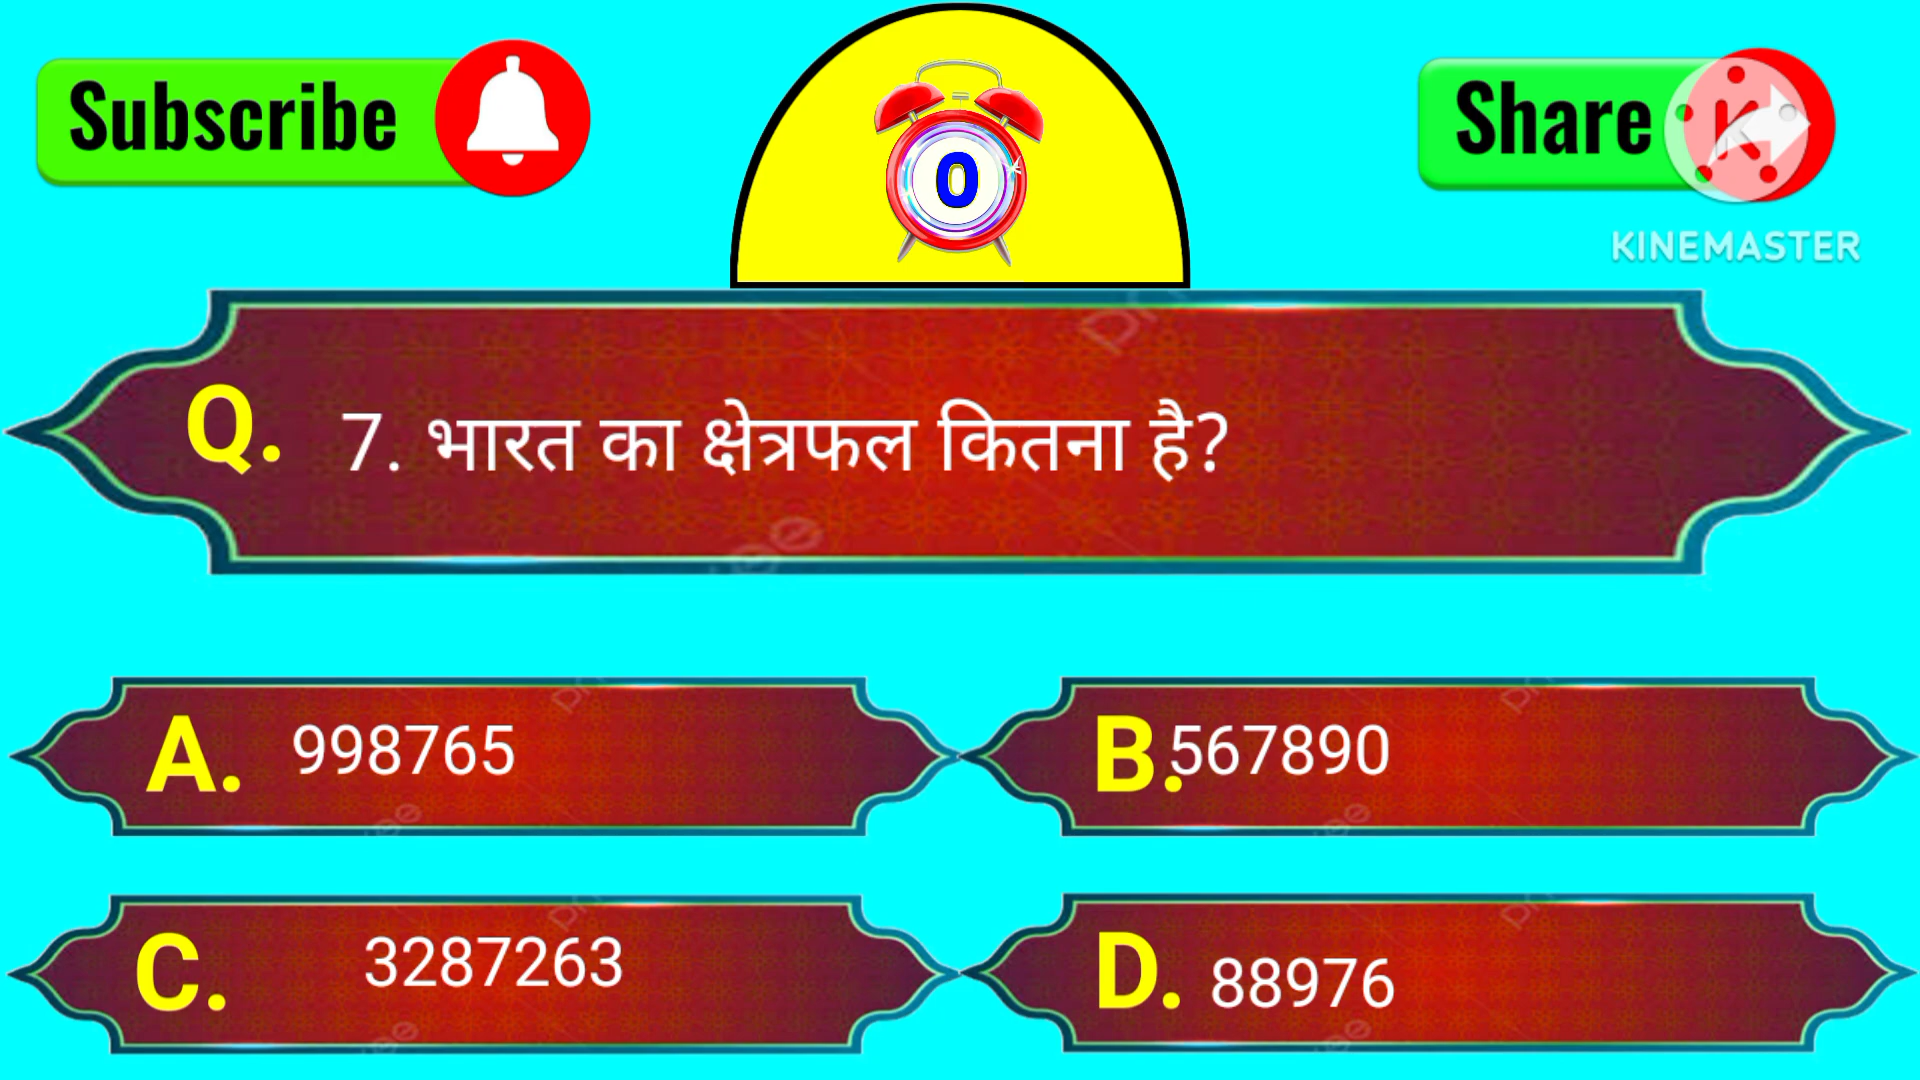 Subscribe
0
Share
K
KINEMASTER
Q. 7. भारत का क्षेत्रफल कितना है?
A. 998765
B. 567890
C. 3287263
D. 88976